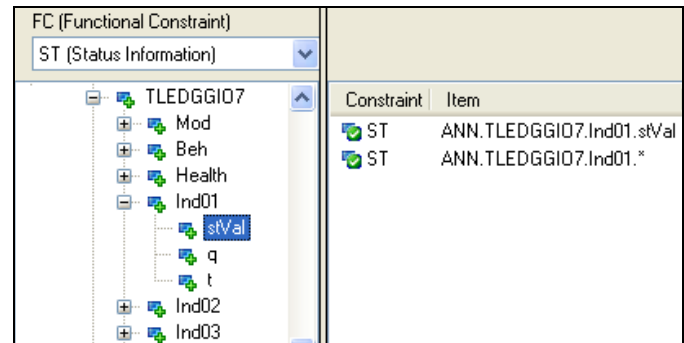 FC (Functional Constraint)
ST (Status Information)
TLEDGGIO7
Mod
Beh
Health
Ind01
stVal
q
t
Ind02
Ind03
Constraint Item
ST ANN.TLEDGGIO7.Ind01.stVal
ST ANN.TLEDGGIO7.Ind01.*